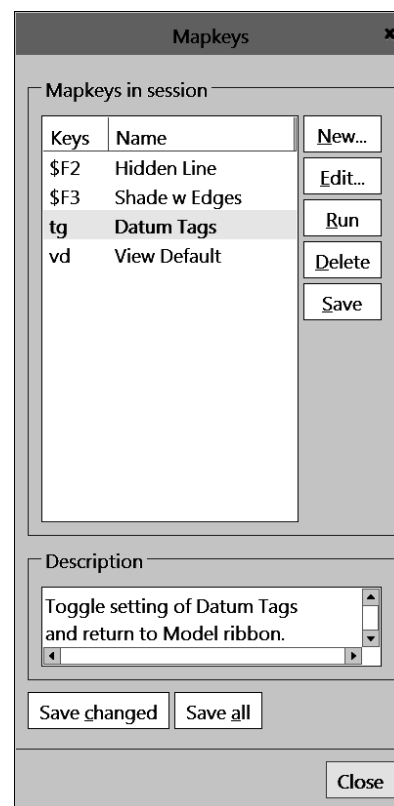 Mapkeys
Mapkeys in session
Keys Name
$F2 Hidden Line
$F3 Shade w Edges
tg Datum Tags
vd View Default
New...
Edit...
Run
Delete
Save
Description
Toggle setting of Datum Tags
and return to Model ribbon.
Save changed Save all
Close